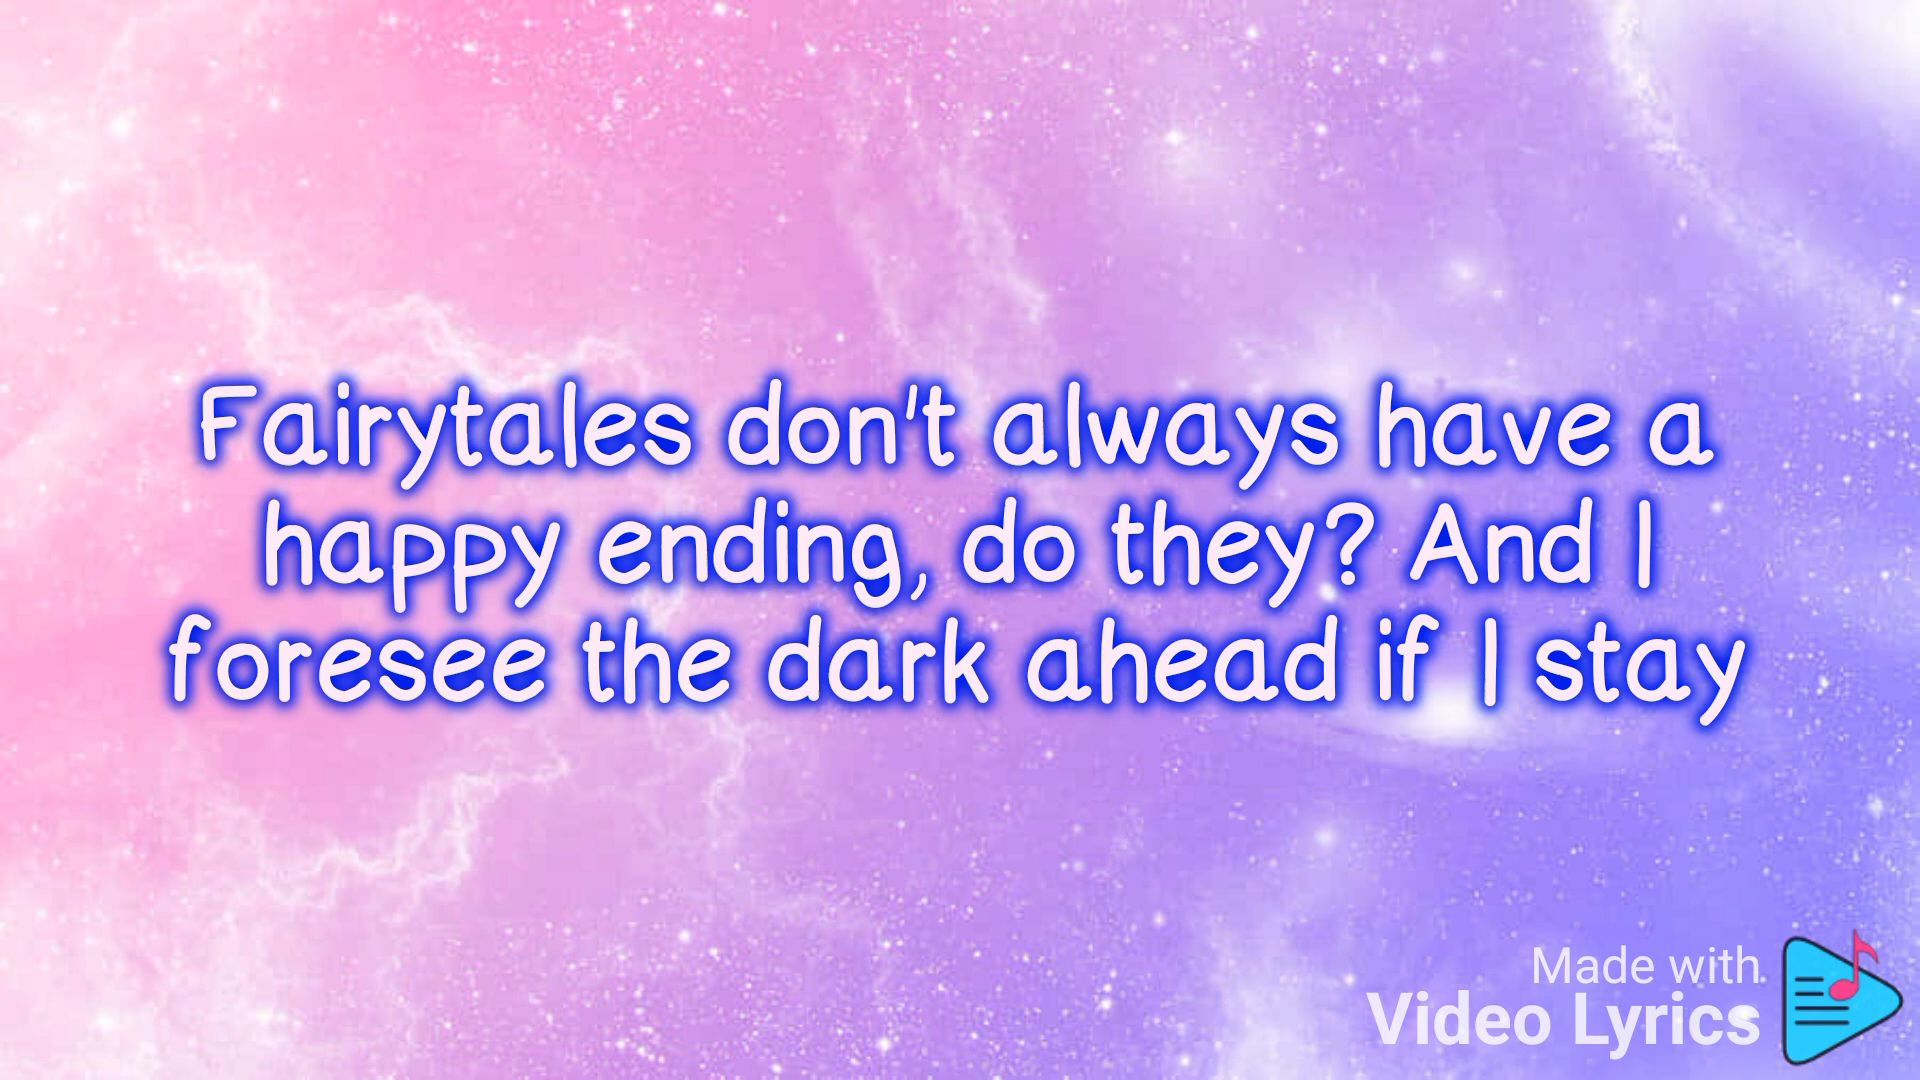 Fairytales don't always have a
happy ending, do they? And I
foresee the dark ahead if I stay
Made with
Video Lyrics